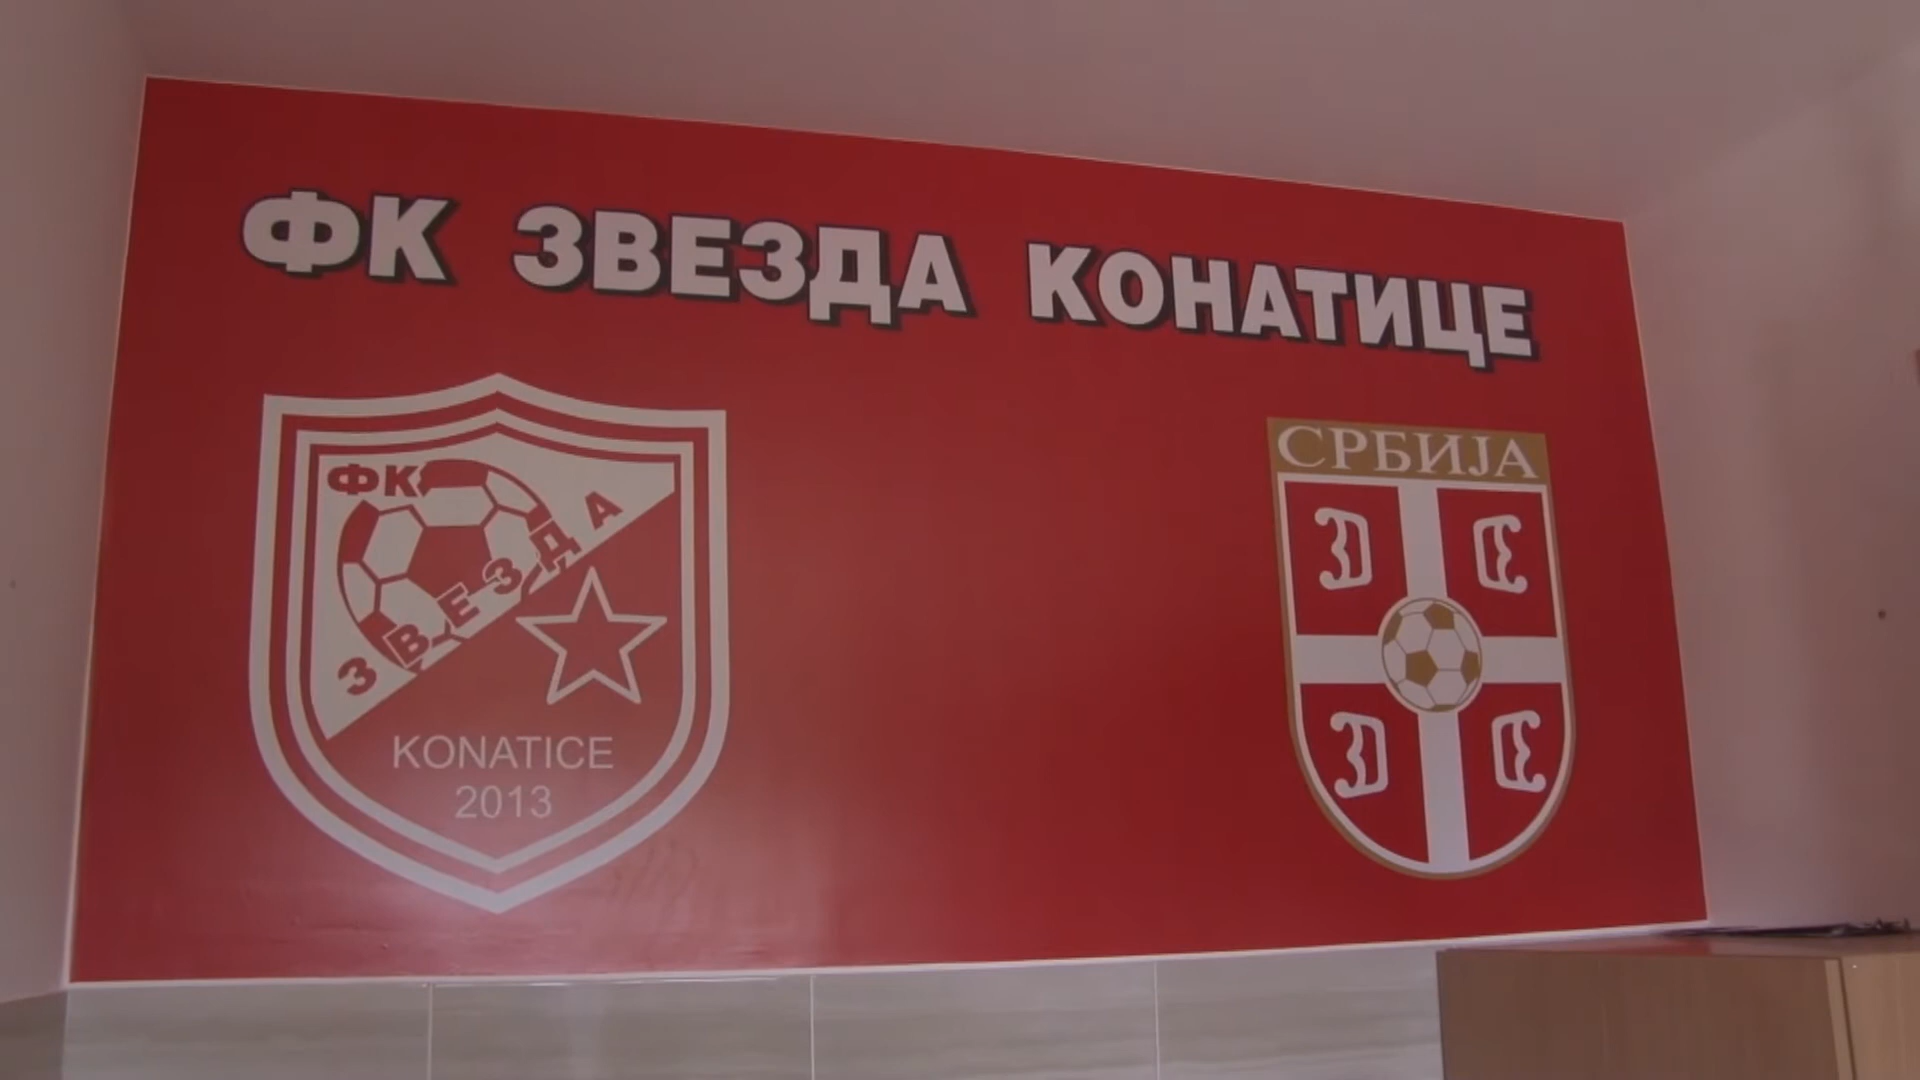 ФК ЗВЕЗДА КОНАТИЦЕ
ФК
ЗВЕЗДА
KONATICE
2013
СРБИЈА